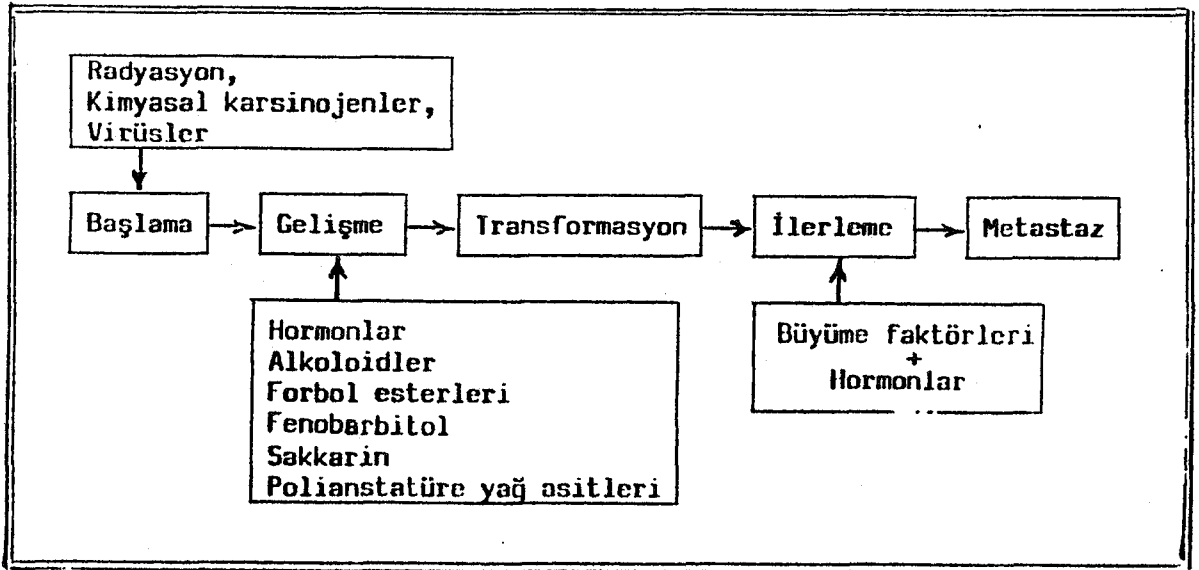 Radyasyon,
Kimyasal karsinojenler,
Virüsler
Başlama
Gelişme
Transformasyon
İlerleme
Metastaz
Hormonlar
Alkoloidler
Forbol esterleri
Fenobarbitol
Sakkarin
Polianstatüre yağ asitleri
Büyüme faktörleri
+
Hormonlar